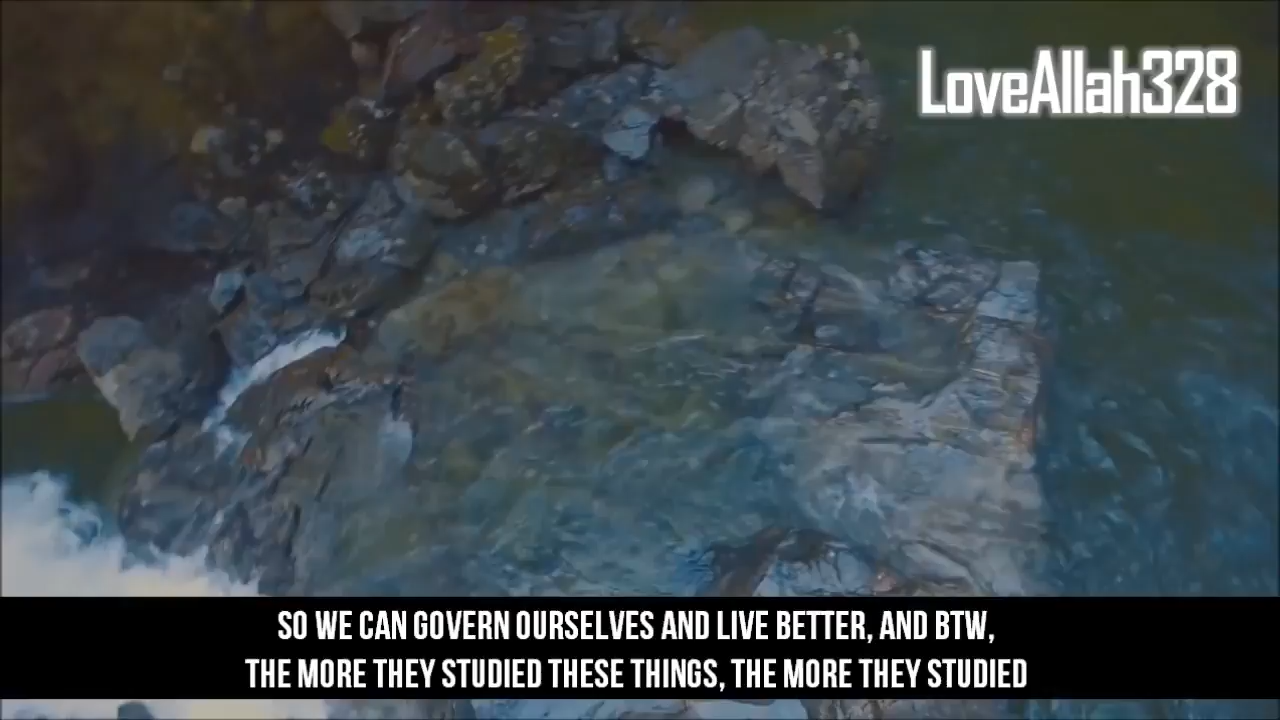 LoveAllah328
SO WE CAN GOVERN OURSELVES AND LIVE BETTER, AND BTW,
THE MORE THEY STUDIED THESE THINGS, THE MORE THEY STUDIED